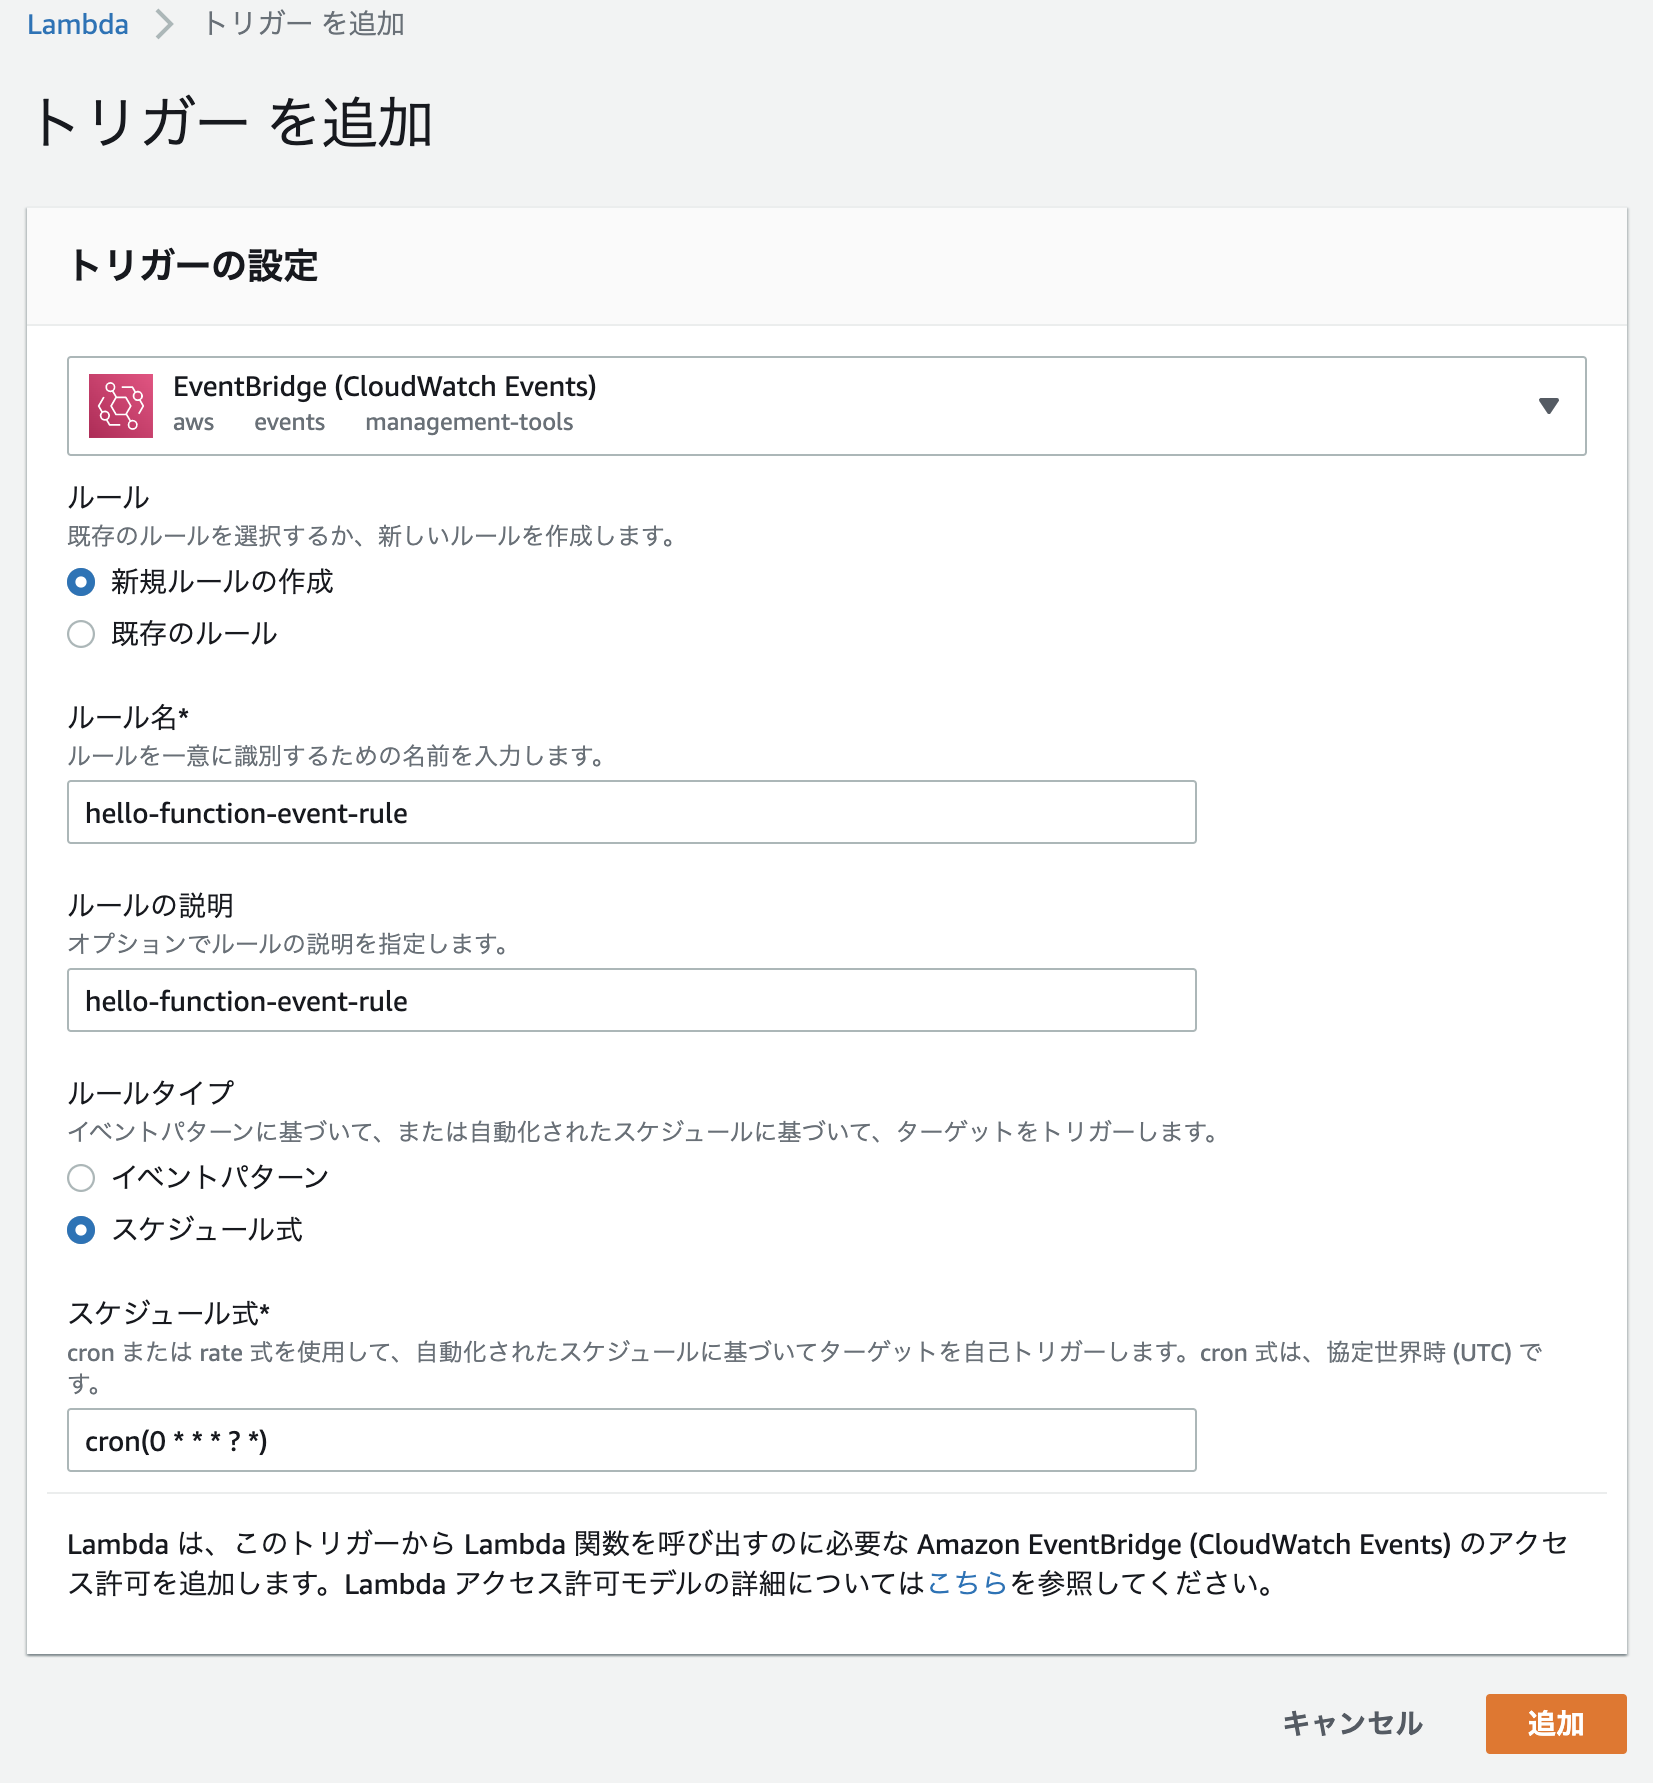 Lambda トリガー を追加
トリガー を追加
トリガーの設定
EventBridge (CloudWatch Events)
aws events management-tools
ルール
既存のルールを選択するか、新しいルールを作成します。
新規ルールの作成
既存のルール
ルール名*
ルールを一意に識別するための名前を入力します。
hello-function-event-rule
ルールの説明
オプションでルールの説明を指定します。
hello-function-event-rule
ルールタイプ
イベントパターンに基づいて、または自動化されたスケジュールに基づいて、ターゲットをトリガーします。
イベントパターン
スケジュール式
スケジュール式*
cron または rate 式を使用して、自動化されたスケジュールに基づいてターゲットを自己トリガーします。cron 式は、協定世界時 (UTC) で
す。
cron(0 * * * ? *)
Lambda は、このトリガーから Lambda 関数を呼び出すのに必要な Amazon EventBridge (CloudWatch Events) のアクセ
ス許可を追加します。Lambda アクセス許可モデルの詳細についてはこちらを参照してください。
キャンセル 追加